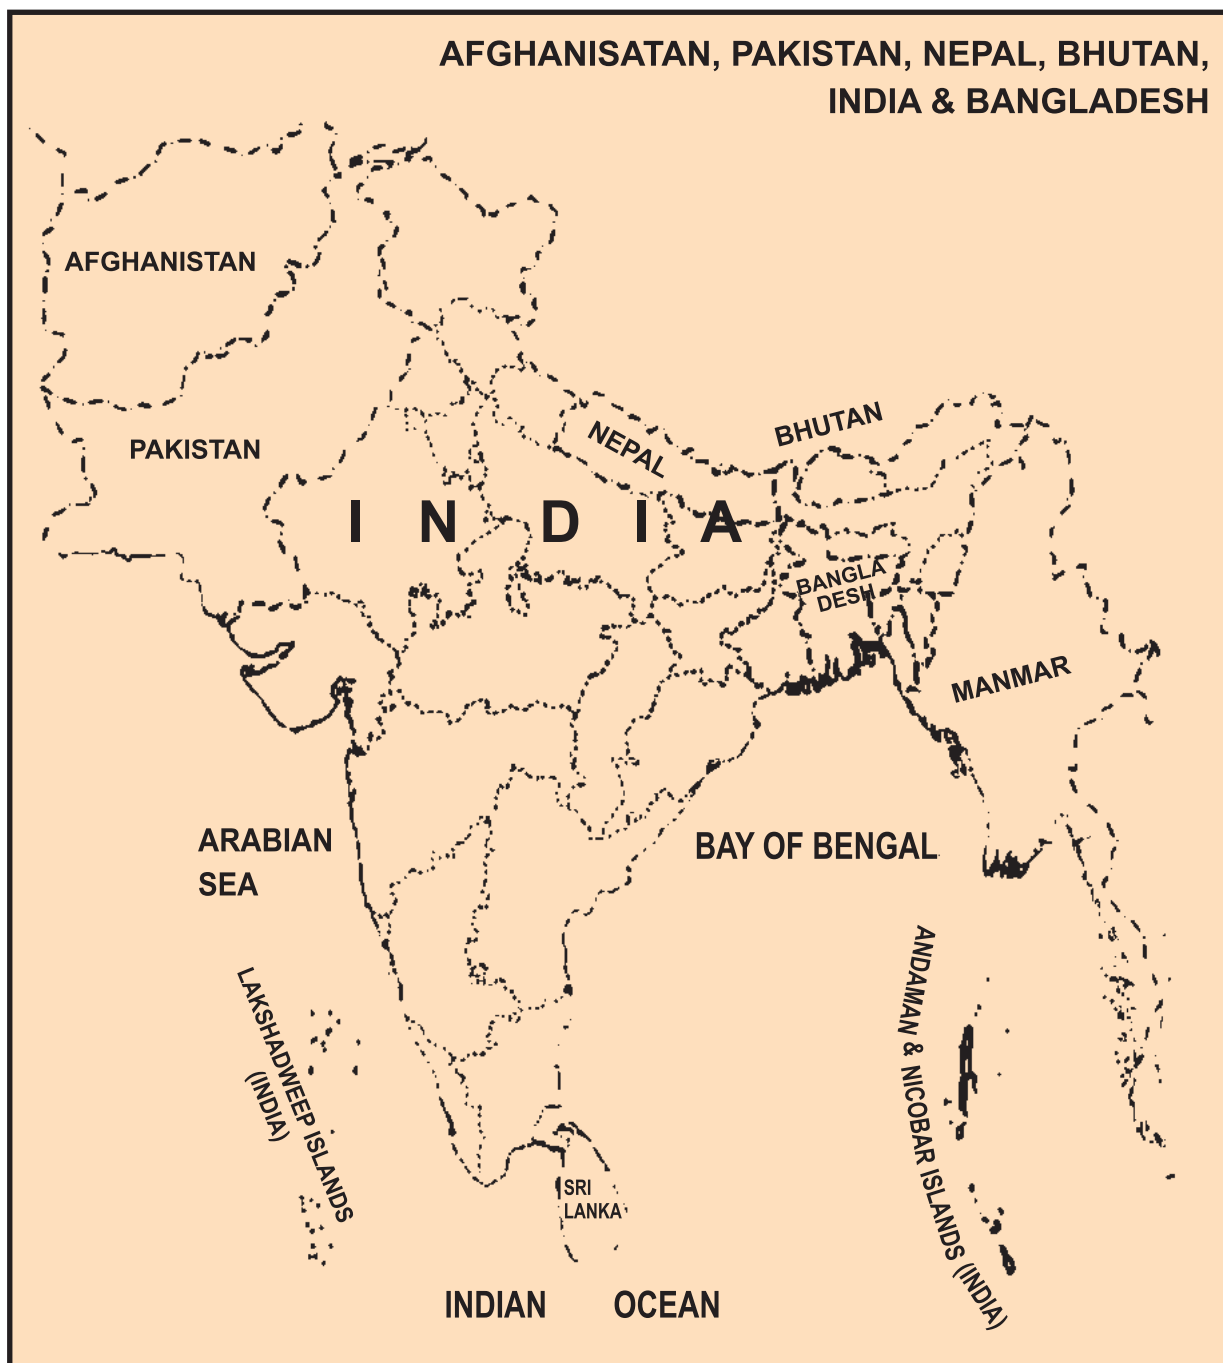 AFGHANISATAN, PAKISTAN, NEPAL, BHUTAN,
INDIA & BANGLADESH
AFGHANISTAN
PAKISTAN
NEPAL
BHUTAN
INDIA
BANGLA
DESH
MANMAR
ARABIAN
SEA
BAY OF BENGAL
LAKSHADWEEP ISLANDS
(INDIA)
ANDAMAN & NICOBAR ISLANDS (INDIA)
SRI
LANKA
INDIAN OCEAN